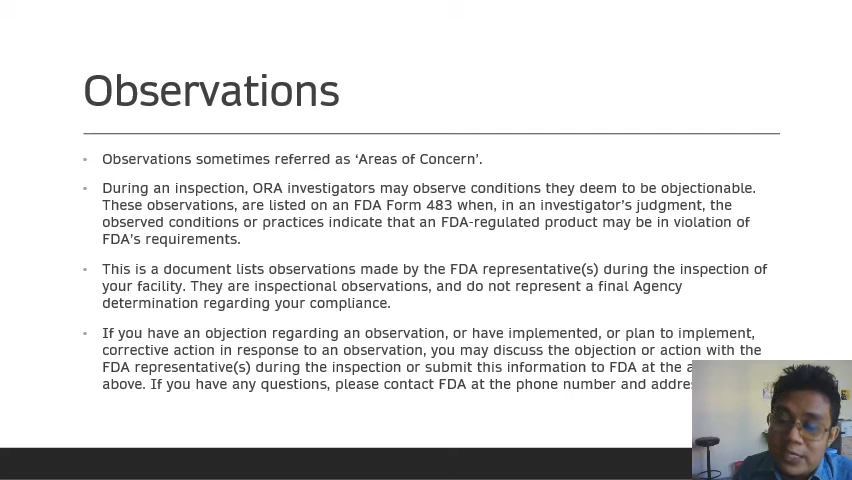 Observations
Observations sometimes referred as ‘Areas of Concern’.
During an inspection, ORA investigators may observe conditions they deem to be objectionable.
These observations, are listed on an FDA Form 483 when, in an investigator’s judgment, the
observed conditions or practices indicate that an FDA-regulated product may be in violation of
FDA’s requirements.
This is a document lists observations made by the FDA representative(s) during the inspection of
your facility. They are inspectional observations, and do not represent a final Agency
determination regarding your compliance.
If you have an objection regarding an observation, or have implemented, or plan to implement,
corrective action in response to an observation, you may discuss the objection or action with the
FDA representative(s) during the inspection or submit this information to FDA at the
above. If you have any questions, please contact FDA at the phone number and